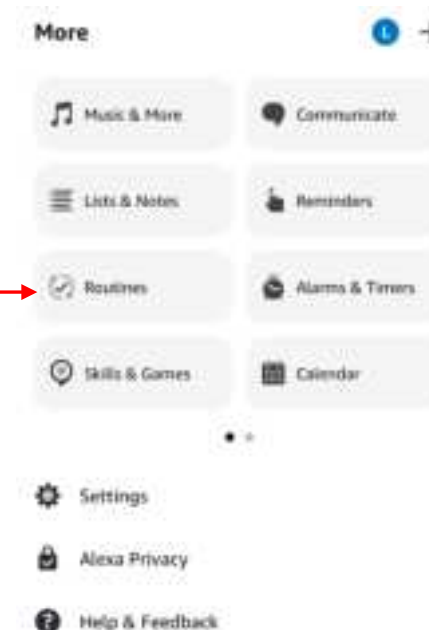 More
L
Music & More
Communicate
Lists & Notes
Reminders
Routines
Alarms & Timers
Skills & Games
Calendar
Settings
Alexa Privacy
Help & Feedback